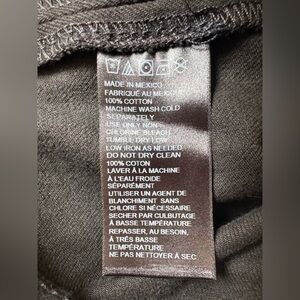 MADE IN MEXICO
FABRIQUÉ AU MEXIQUE
100% COTTON
MACHINE WASH COLD
SEPARATELY
USE ONLY NON-
CHLORINE BLEACH
TUMBLE DRY LOW
LOW IRON AS NEEDED
DO NOT DRY CLEAN
100% COTON
LAVER À LA MACHINE
À L'EAU FROIDE
SÉPARÉMENT
UTILISER UN AGENT DE
BLANCHIMENT SANS
CHLORE SI NÉCESSAIRE
SECHER PAR CULBUTAGE
À BASSE TEMPÉRATURE
REPASSER, AU BESOIN,
À TRÈS BASSE
TEMPÉRATURE
NE PAS NETTOYER À SEC